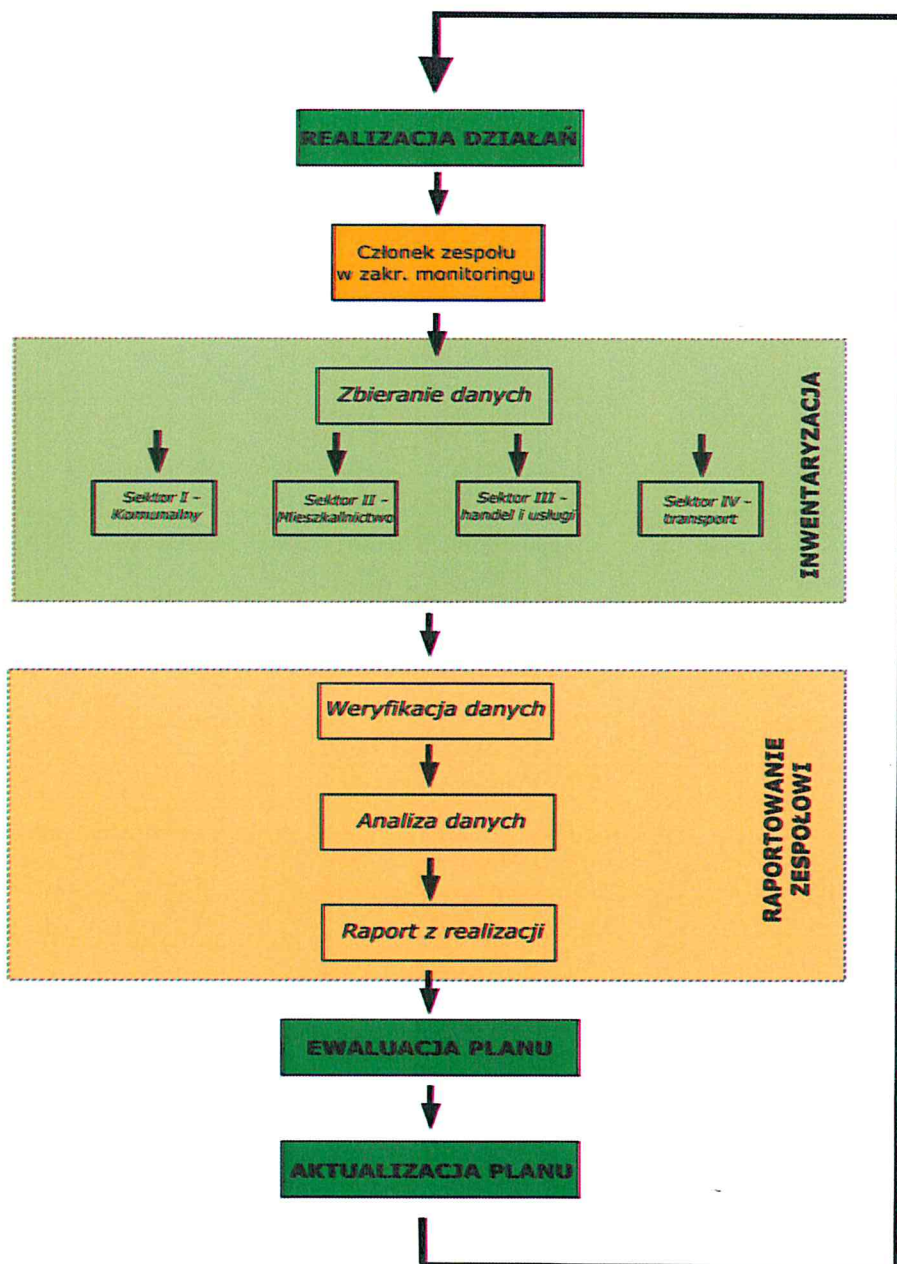 REALIZACJA DZIAŁAŃ
Członek zespołu
w zakr. monitoringu
Zbieranie danych
Sektor I -
Komunalny
Sektor II -
Mieszkalnictwo
Sektor III -
handel i usługi
Sektor IV -
transport
INWENTARYZACJA
Weryfikacja danych
Analiza danych
Raport z realizacji
RAPORTOWANIE
ZESPOŁOWI
EWALUACJA PLANU
AKTUALIZACJA PLANU